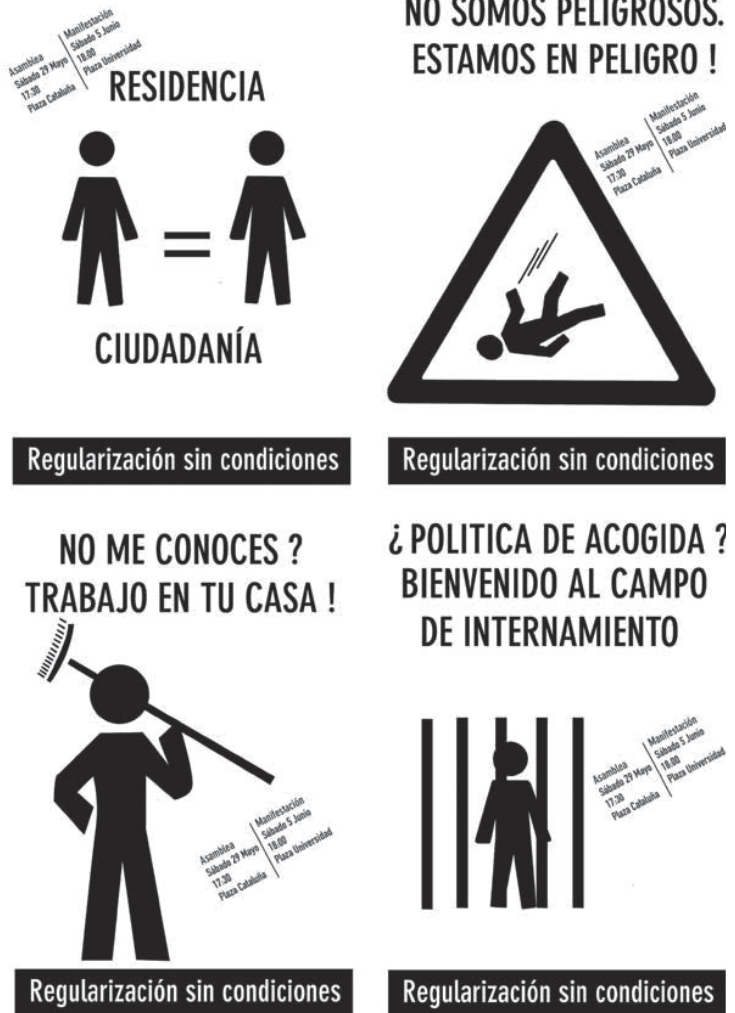 Asamblea
Sábado 29 Mayo
17:30
Plaza Cataluña
Manifestación
Sábado 5 Junio
18.00
Plaza Universidad
RESIDENCIA
=
CIUDADANÍA
Regularización sin condiciones
NO SOMOS PELIGROSOS.
ESTAMOS EN PELIGRO !
Asamblea
Sábado 29 Mayo
17:30
Plaza Cataluña
Manifestación
Sábado 5 Junio
18.00
Plaza Universidad
Regularización sin condiciones
NO ME CONOCES ?
TRABAJO EN TU CASA !
Asamblea
Sábado 29 Mayo
17:30
Plaza Cataluña
Manifestación
Sábado 5 Junio
18.00
Plaza Universidad
Regularización sin condiciones
¿ POLITICA DE ACOGIDA ?
BIENVENIDO AL CAMPO
DE INTERNAMIENTO
Asamblea
Sábado 29 Mayo
17:30
Plaza Cataluña
Manifestación
Sábado 5 Junio
18.00
Plaza Universidad
Regularización sin condiciones